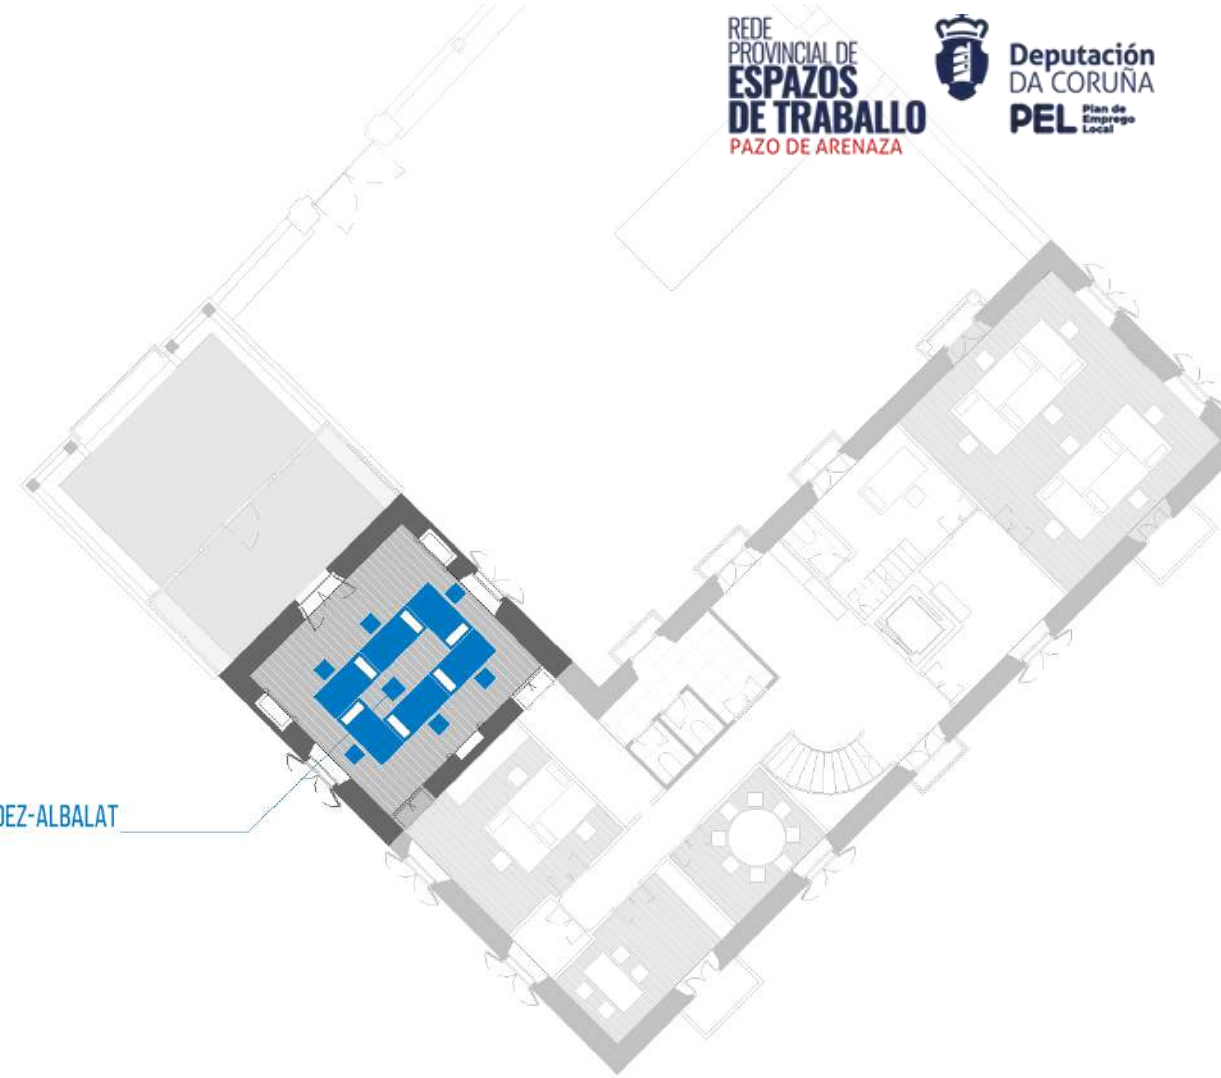 REDE
PROVINCIAL DE
ESPAZOS
DE TRABALLO
PAZO DE ARENAZA
Deputación
DA CORUÑA
PEL Plan de
Emprego
Local
DEZ-ALBALAT